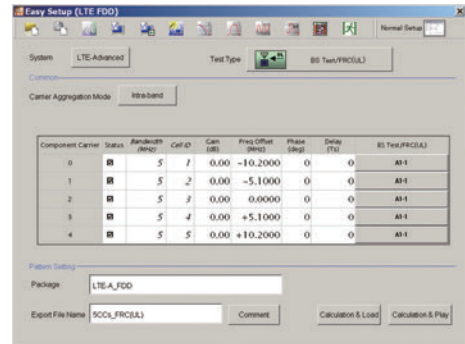 Easy Setup (LTE FDD)
Normal Setup
System LTE-Advanced Test Type BS Test/FRC(UL)
Common
Carrier Aggregation Mode Intra-band
Component Carrier Status Bandwidth (MHz) Cell ID Gain (dB) Freq Offset (MHz) Phase (deg) Delay (Ts) BS Test/FRC(UL)
0 5 1 0.00 -10.2000 0 0 A1-1
1 5 2 0.00 -5.1000 0 0 A1-1
2 5 3 0.00 0.0000 0 0 A1-1
3 5 4 0.00 +5.1000 0 0 A1-1
4 5 5 0.00 +10.2000 0 0 A1-1
Pattern Setting
Package LTE-A_FDD
Export File Name 5CCs_FRC(UL) Comment Calculation & Load Calculation & Play